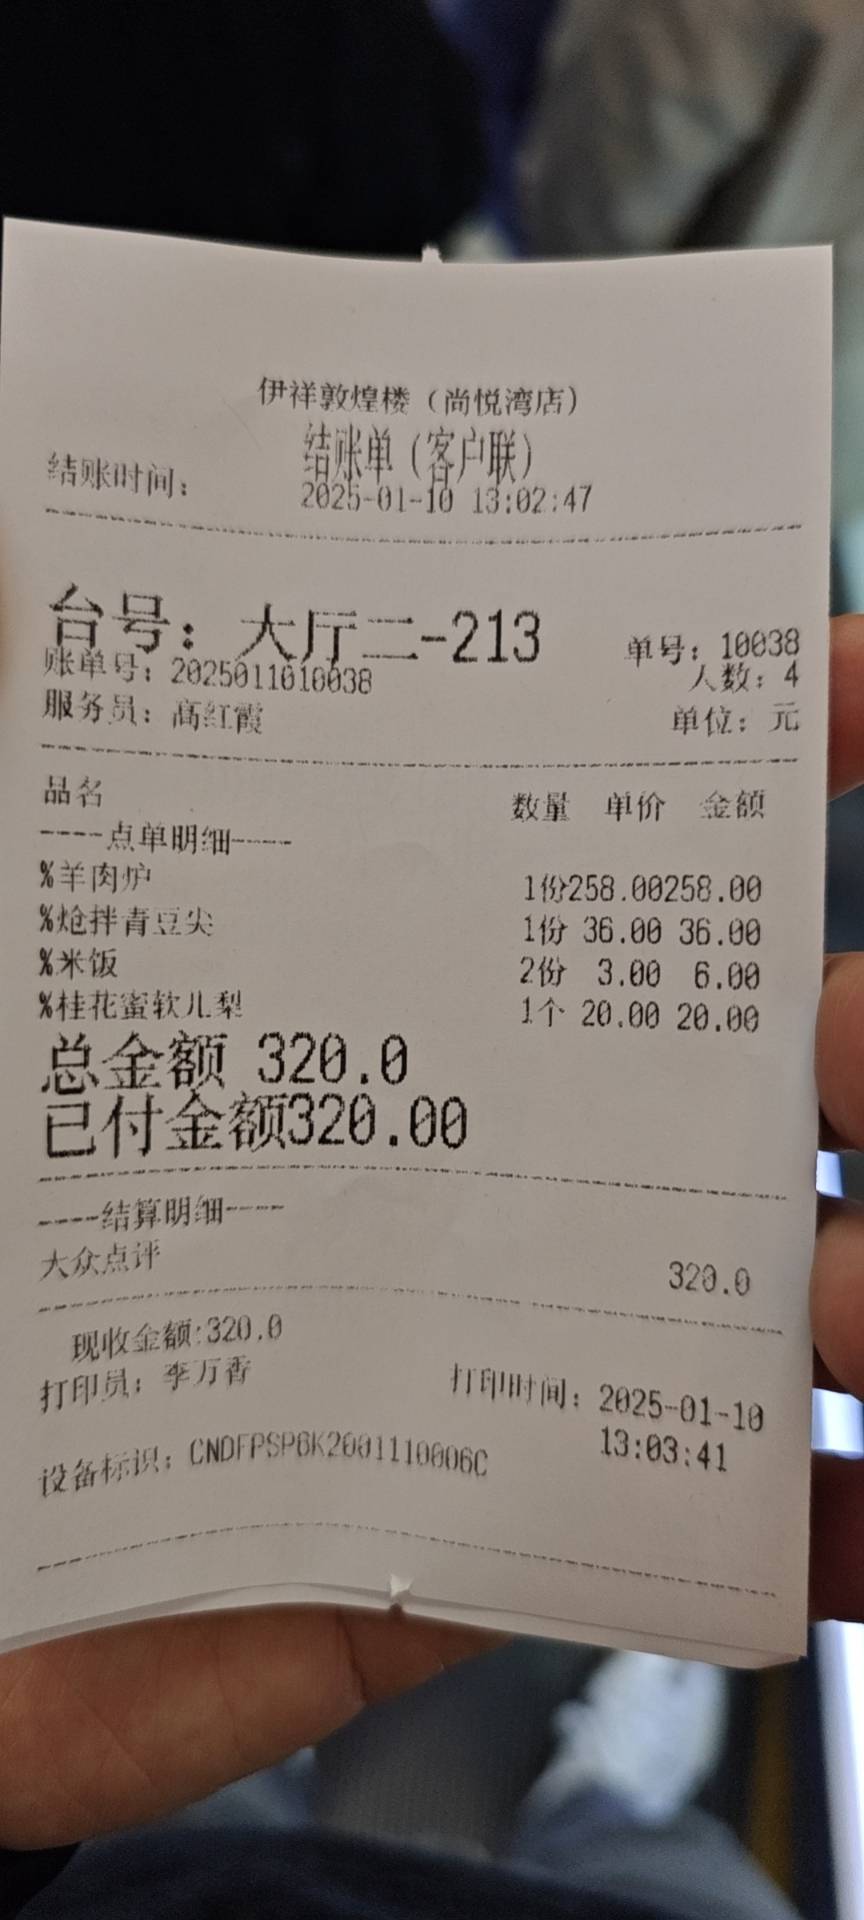 伊祥敦煌楼（尚悦湾店）
结账单（客户联）
结账时间： 2025-01-10 13:02:47
台号：大厅二-213 单号：10038
账单号：2025011010038 人数：4
服务员：高红霞 单位：元
品名 数量 单价 金额
----点单明细----
%羊肉炉 1份258.00258.00
%炝拌青豆尖 1份 36.00 36.00
%米饭 2份 3.00 6.00
%桂花蜜软儿梨 1个 20.00 20.00
总金额 320.0
已付金额320.00
----结算明细----
大众点评 320.0
现收金额:320.0
打印员：李万香 打印时间：2025-01-10
13:03:41
设备标识：CNDFPSP6K2001110006C